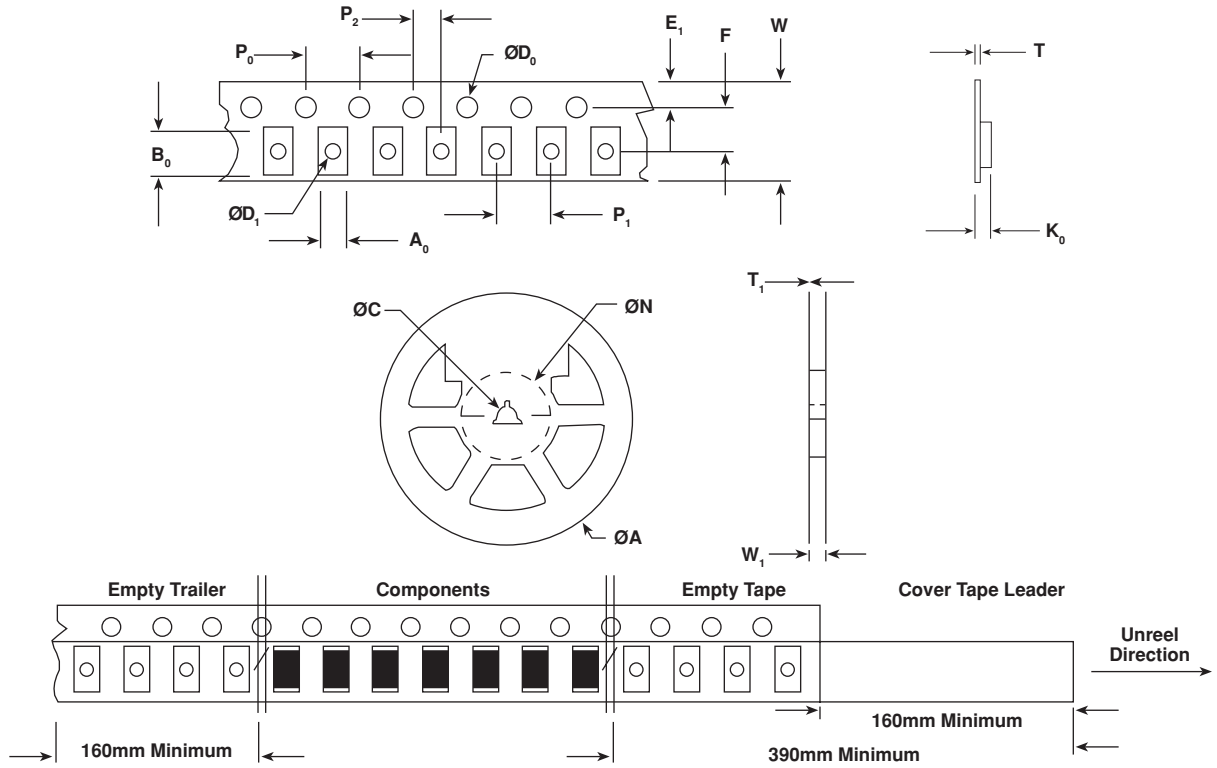 P₂
E₁
F
W
P₀
ØD₀
T
B₀
ØD₁
A₀
P₁
K₀
T₁
ØC
ØN
ØA
W₁
Empty Trailer
Components
Empty Tape
Cover Tape Leader
Unreel
Direction
160mm Minimum
160mm Minimum
390mm Minimum